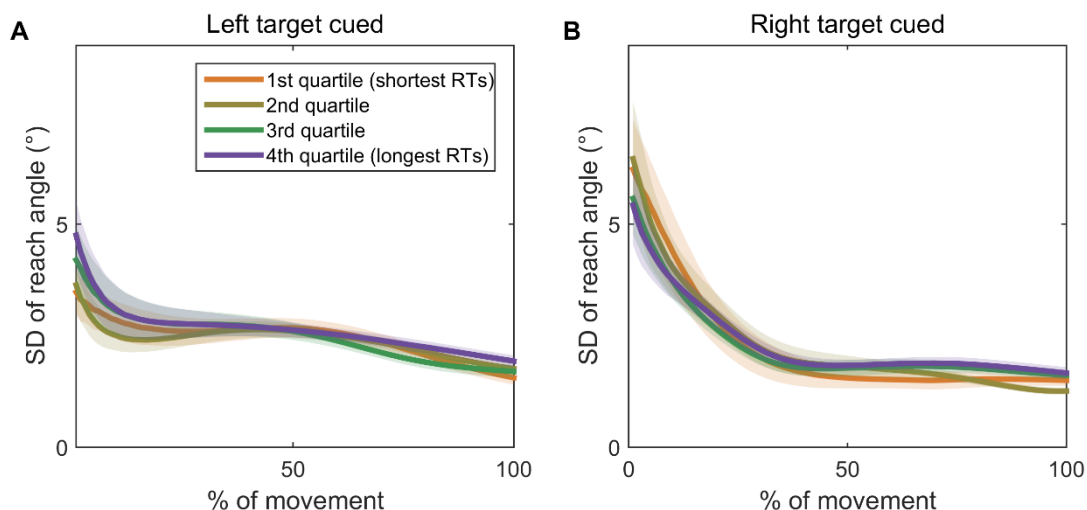 A
Left target cued
1st quartile (shortest RTs)
2nd quartile
3rd quartile
4th quartile (longest RTs)
SD of reach angle (°)
5
0
50
100
% of movement
B
Right target cued
SD of reach angle (°)
5
0
0
50
100
% of movement